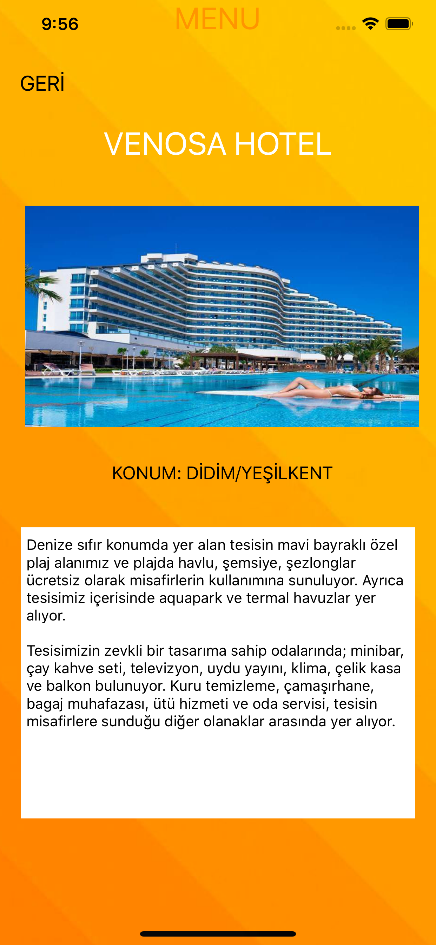 MENU
9:56
GERİ
VENOSA HOTEL
KONUM: DİDİM/YEŞİLKENT
Denize sıfır konumda yer alan tesisin mavi bayraklı özel
plaj alanımız ve plajda havlu, şemsiye, şezlonglar
ücretsiz olarak misafirlerin kullanımına sunuluyor. Ayrıca
tesisimiz içerisinde aquapark ve termal havuzlar yer
alıyor.
Tesisimizin zevkli bir tasarıma sahip odalarında; minibar,
çay kahve seti, televizyon, uydu yayını, klima, çelik kasa
ve balkon bulunuyor. Kuru temizleme, çamaşırhane,
bagaj muhafazası, ütü hizmeti ve oda servisi, tesisin
misafirlere sunduğu diğer olanaklar arasında yer alıyor.